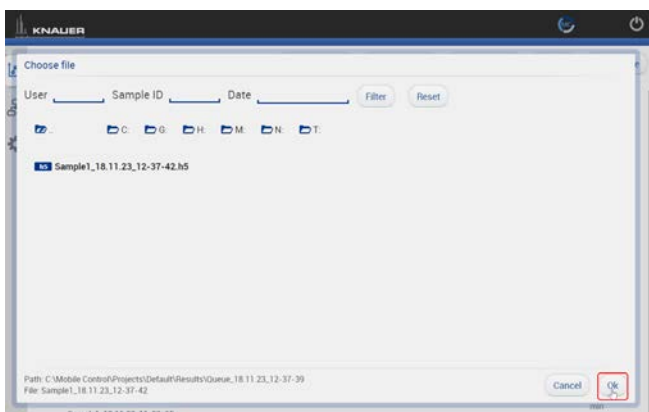 KNAUER
Choose file
User Sample ID Date Filter Reset
.. C: G: H: M: N: T:
h5 Sample1_18.11.23_12-37-42.h5
Path: C:\Mobile Control\Projects\Default\Results\Queue_18.11.23_12-37-39
File: Sample1_18.11.23_12-37-42
Cancel Ok
min